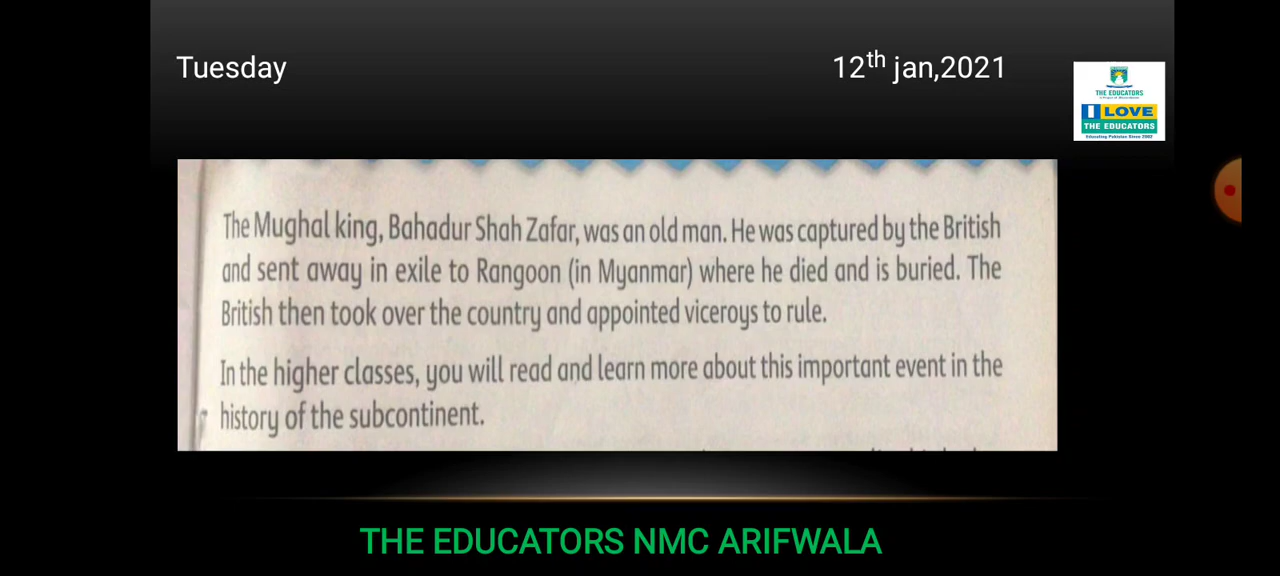 Tuesday
12th jan,2021
THE EDUCATORS
I LOVE
THE EDUCATORS
Educating Pakistan Since 2002
The Mughal king, Bahadur Shah Zafar, was an old man. He was captured by the British
and sent away in exile to Rangoon (in Myanmar) where he died and is buried. The
British then took over the country and appointed viceroys to rule.
In the higher classes, you will read and learn more about this important event in the
history of the subcontinent.
THE EDUCATORS NMC ARIFWALA